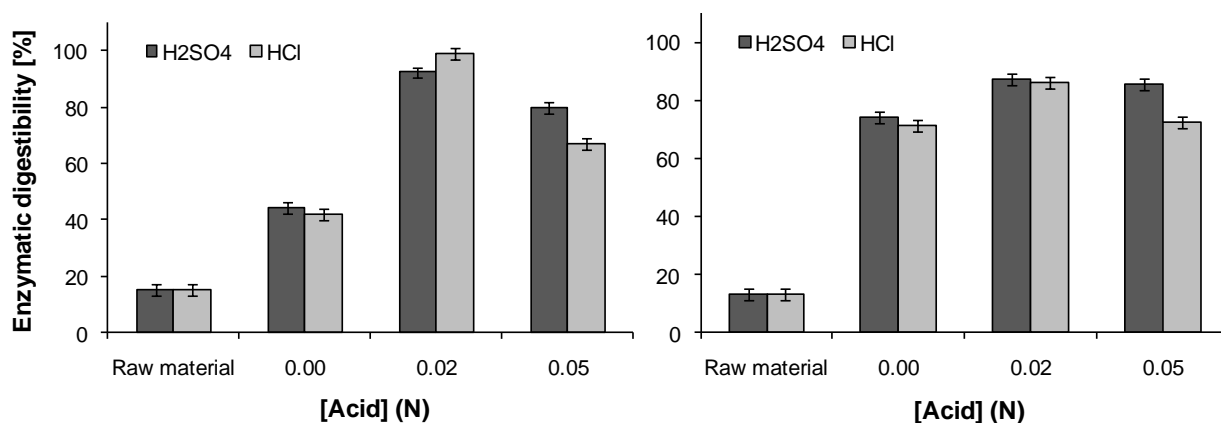 Enzymatic digestibility [%]
100
80
60
40
20
0
H2SO4 HCl
Raw material 0.00 0.02 0.05
[Acid] (N)
100
80
60
40
20
0
H2SO4 HCl
Raw material 0.00 0.02 0.05
[Acid] (N)